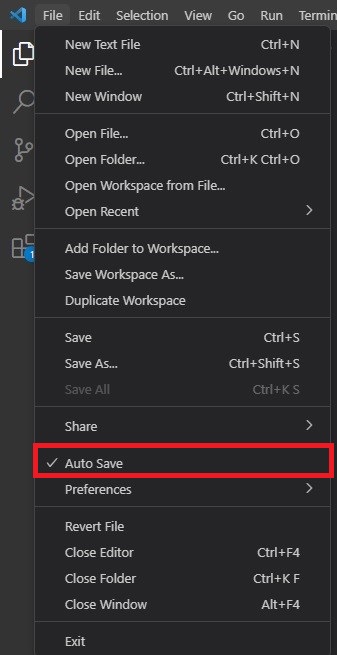 File Edit Selection View Go Run Termin
New Text File Ctrl+N
New File... Ctrl+Alt+Windows+N
New Window Ctrl+Shift+N
Open File... Ctrl+O
Open Folder... Ctrl+K Ctrl+O
Open Workspace from File...
Open Recent
Add Folder to Workspace...
Save Workspace As...
Duplicate Workspace
Save Ctrl+S
Save As... Ctrl+Shift+S
Save All Ctrl+K S
Share
Auto Save
Preferences
Revert File
Close Editor Ctrl+F4
Close Folder Ctrl+K F
Close Window Alt+F4
Exit
1